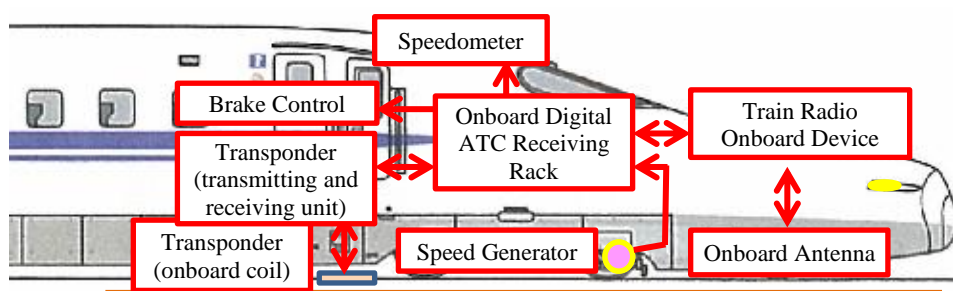 Speedometer
Brake Control
Onboard Digital
ATC Receiving
Rack
Train Radio
Onboard Device
Transponder
(transmitting and
receiving unit)
Transponder
(onboard coil)
Speed Generator
Onboard Antenna